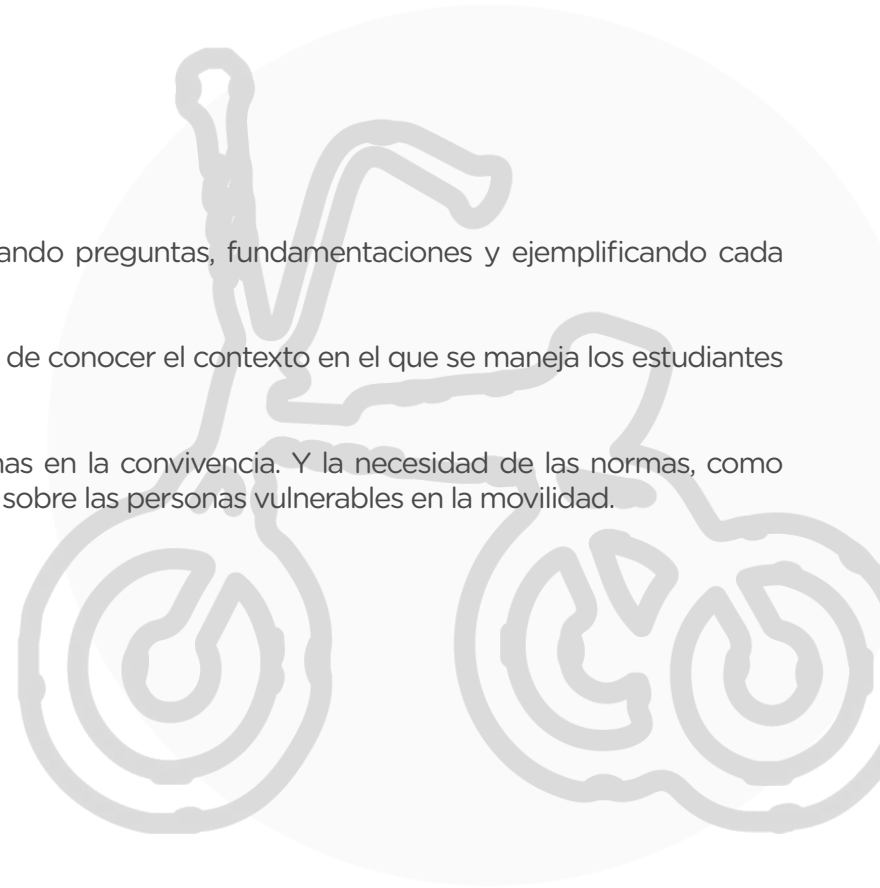 ando preguntas, fundamentaciones y ejemplificando cada
de conocer el contexto en el que se maneja los estudiantes
as en la convivencia. Y la necesidad de las normas, como
sobre las personas vulnerables en la movilidad.